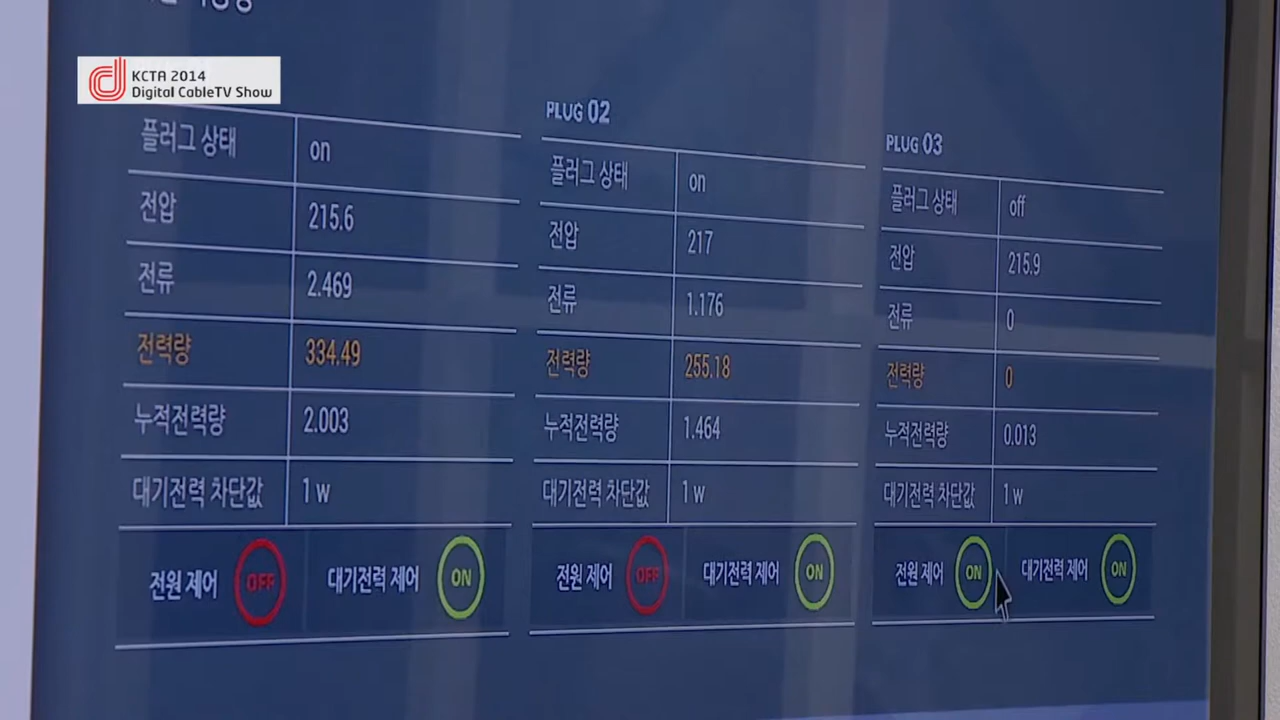 KCTA 2014
Digital CableTV Show
플러그 상태 on
전압 215.6
전류 2.469
전력량 334.49
누적전력량 2.003
대기전력 차단값 1 w
전원 제어 OFF 대기전력 제어 ON
PLUG 02
플러그 상태 on
전압 217
전류 1.176
전력량 255.18
누적전력량 1.464
대기전력 차단값 1 w
전원 제어 OFF 대기전력 제어 ON
PLUG 03
플러그 상태 off
전압 215.9
전류 0
전력량 0
누적전력량 0.013
대기전력 차단값 1 w
전원 제어 ON 대기전력 제어 ON